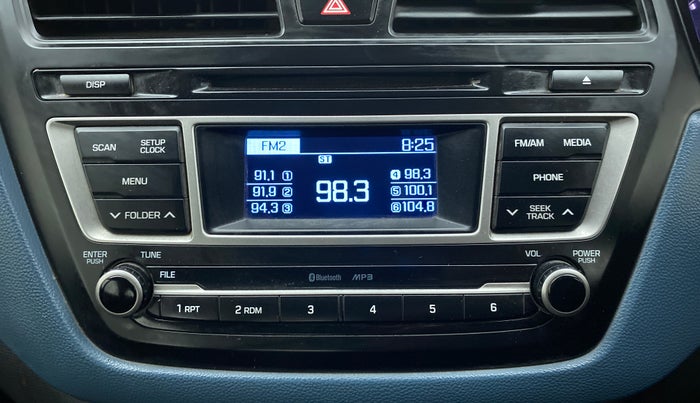 DISP
SCAN SETUP CLOCK
MENU
FOLDER
FM2 8:25
ST
91.1 1
91.9 2
94.3 3
98.3
4 98.3
5 100.1
6 104.8
FM/AM MEDIA
PHONE
SEEK TRACK
ENTER PUSH TUNE
FILE
Bluetooth MP3
VOL POWER PUSH
1 RPT 2 RDM 3 4 5 6